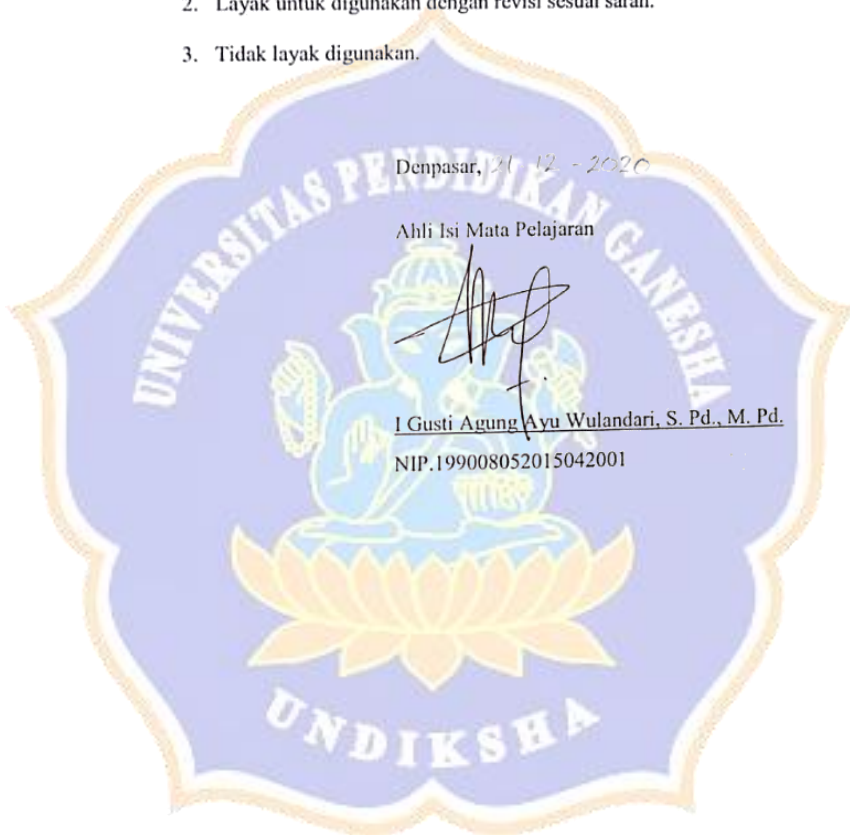 2. Layak untuk digunakan dengan revisi sesuai saran.
3. Tidak layak digunakan.
Denpasar, 21 - 12 - 2020
Ahli Isi Mata Pelajaran
I Gusti Agung Ayu Wulandari, S. Pd., M. Pd.
NIP.199008052015042001
UNIVERSITAS PENDIDIKAN GANESHA
UNDIKSHA